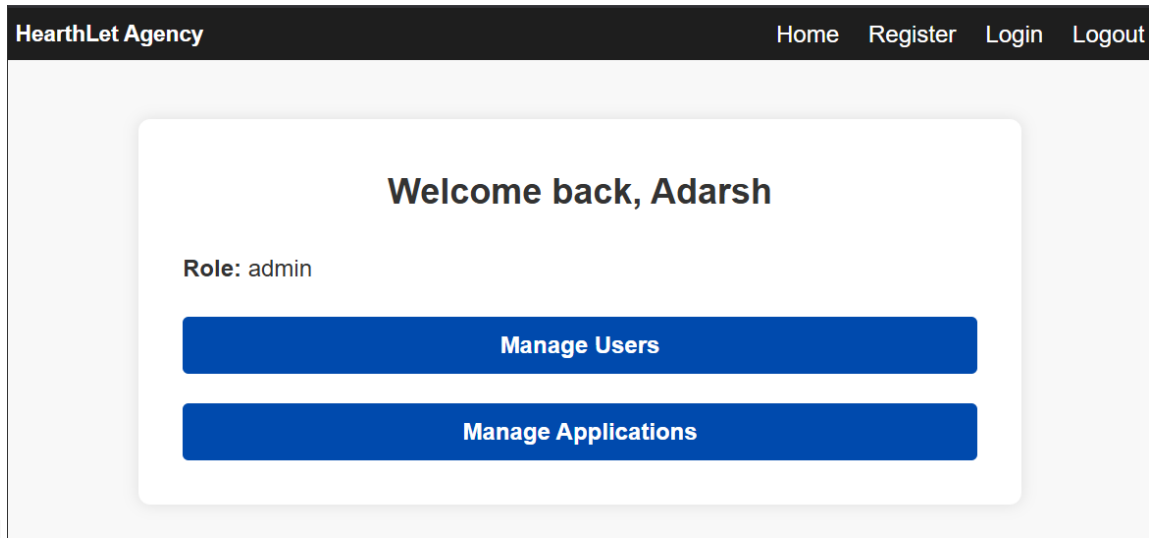 HearthLet Agency Home Register Login Logout
Welcome back, Adarsh
Role: admin
Manage Users
Manage Applications